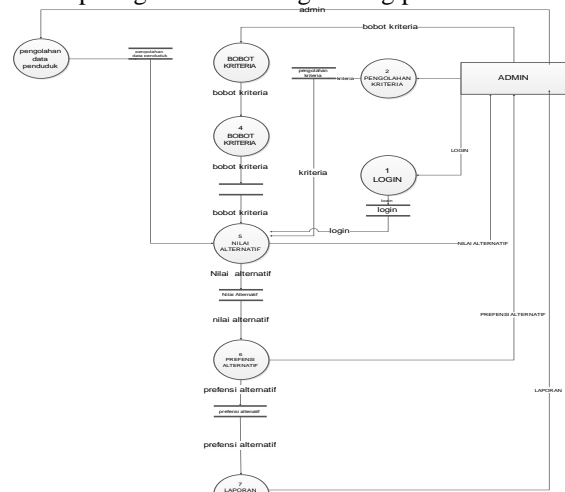 admin
bobot kriteria
pengolahan
data
penduduk
pengolahan
data penduduk
BOBOT
KRITERIA
pengolahan
kriteria
kriteria
2
PENGOLAHAN
KRITERIA
ADMIN
bobot kriteria
4
BOBOT
KRITERIA
LOGIN
bobot kriteria
kriteria
1
LOGIN
login
login
bobot kriteria
login
5
NILAI
ALTERNATIF
NILAI ALTERNATIF
Nilai alternatif
Nilai Alternatif
nilai alternatif
PREFENSI ALTERNATIF
6
PREFENSI
ALTERNATIF
prefensi alternatif
LAPORAN
prefensi alternatif
prefensi alternatif
7
LAPORAN